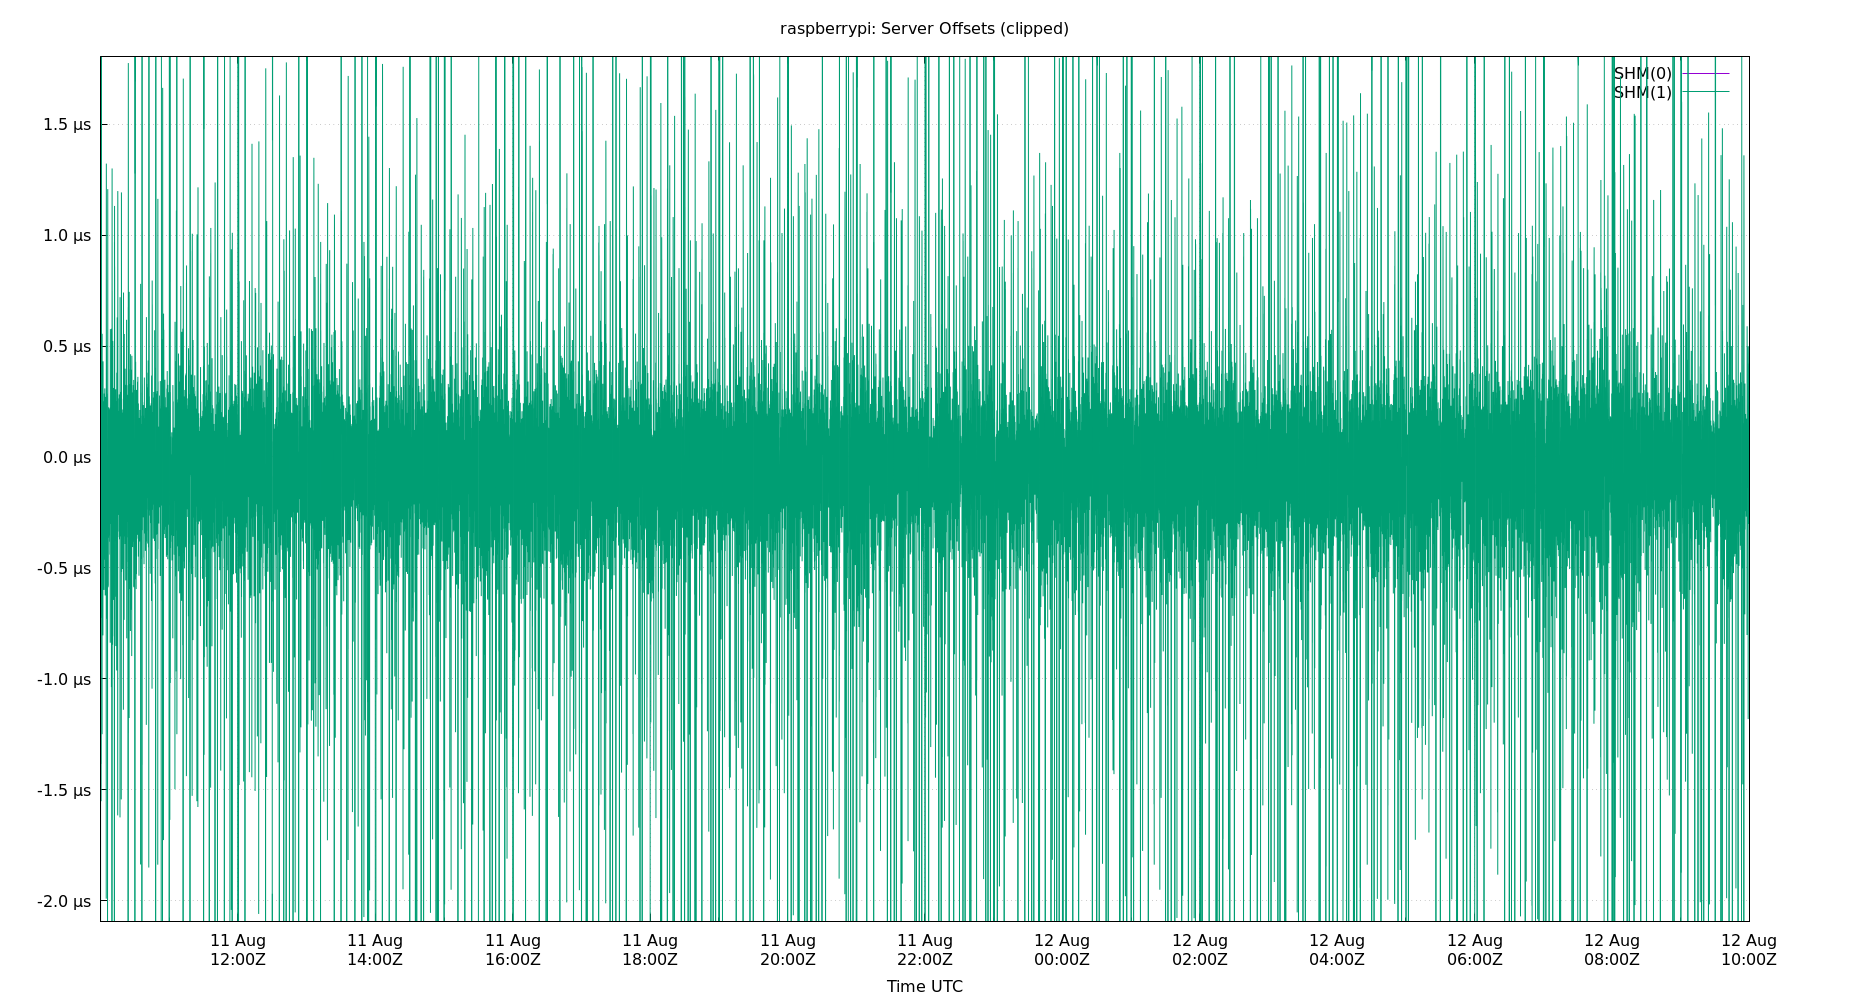 raspberrypi: Server Offsets (clipped)
SHM(0)
SHM(1)
1.5 µs
1.0 µs
0.5 µs
0.0 µs
-0.5 µs
-1.0 µs
-1.5 µs
-2.0 µs
11 Aug 11 Aug 11 Aug 11 Aug 11 Aug 11 Aug 12 Aug 12 Aug 12 Aug 12 Aug 12 Aug 12 Aug
12:00Z 14:00Z 16:00Z 18:00Z 20:00Z 22:00Z 00:00Z 02:00Z 04:00Z 06:00Z 08:00Z 10:00Z
Time UTC